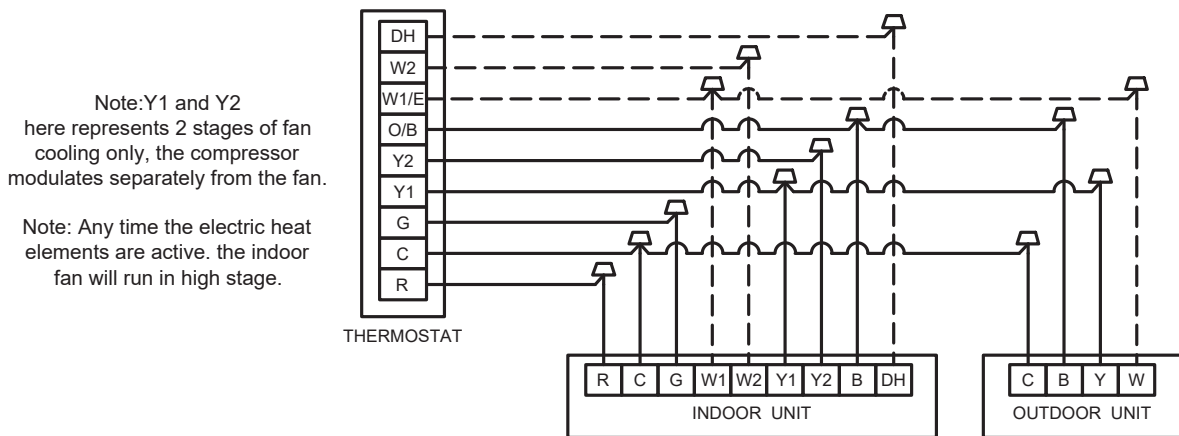 Note:Y1 and Y2
here represents 2 stages of fan
cooling only, the compressor
modulates separately from the fan.
Note: Any time the electric heat
elements are active. the indoor
fan will run in high stage.
DH
W2
W1/E
O/B
Y2
Y1
G
C
R
THERMOSTAT
R C G W1 W2 Y1 Y2 B DH
INDOOR UNIT
C B Y W
OUTDOOR UNIT